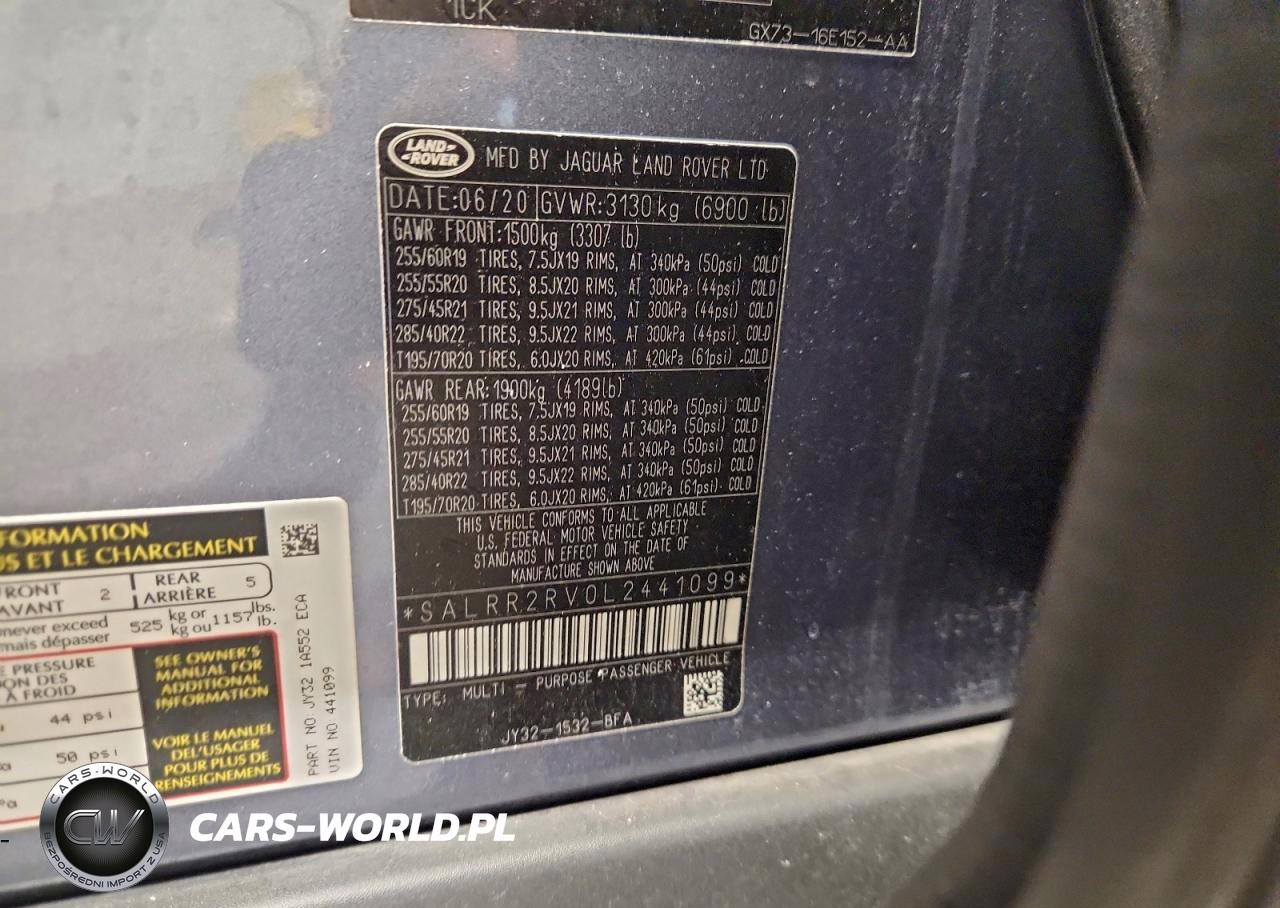 1CK
GX73-16E152-AA
LAND-
-ROVER
MFD BY JAGUAR LAND ROVER LTD
DATE:06/20 GVWR:3130kg (6900 lb)
GAWR FRONT:1500kg (3307 lb)
255/60R19 TIRES, 7.5JX19 RIMS, AT 340kPa (50psi) COLD
255/55R20 TIRES, 8.5JX20 RIMS, AT 300kPa (44psi) COLD
275/45R21 TIRES, 9.5JX21 RIMS, AT 300kPa (44psi) COLD
285/40R22 TIRES, 9.5JX22 RIMS, AT 300kPa (44psi) COLD
T195/70R20 TIRES, 6.0JX20 RIMS, AT 420kPa (61psi) COLD
GAWR REAR:1900kg (4189lb)
255/60R19 TIRES, 7.5JX19 RIMS, AT 340kPa (50psi) COLD
255/55R20 TIRES, 8.5JX20 RIMS, AT 340kPa (50psi) COLD
275/45R21 TIRES, 9.5JX21 RIMS, AT 340kPa (50psi) COLD
285/40R22 TIRES, 9.5JX22 RIMS, AT 340kPa (50psi) COLD
T195/70R20 TIRES, 6.0JX20 RIMS, AT 420kPa (61psi) COLD
THIS VEHICLE CONFORMS TO ALL APPLICABLE
U.S. FEDERAL MOTOR VEHICLE SAFETY
STANDARDS IN EFFECT ON THE DATE OF
MANUFACTURE SHOWN ABOVE
*SALRR2RV0L2441099*
TYPE: MULTI - PURPOSE PASSENGER VEHICLE
JY32-1532-BFA
FORMATION
US ET LE CHARGEMENT
FRONT 2 REAR 5
AVANT ARRIÈRE
never exceed 525 kg or 1157 lbs.
mais dépasser kg ou lb.
E PRESSURE
ON DES
À FROID
44 psi
50 psi
SEE OWNER'S
MANUAL FOR
ADDITIONAL
INFORMATION
VOIR LE MANUEL
DE L'USAGER
POUR PLUS DE
RENSEIGNEMENTS
PART NO JY32 1A552 ECA
VIN NO 441099
CARS-WORLD
CW
BEZPOŚREDNI IMPORT Z USA
CARS-WORLD.PL